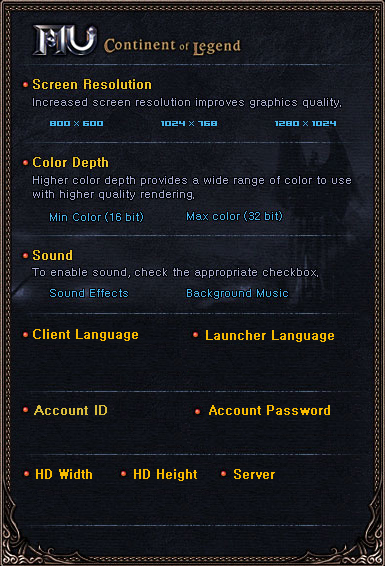 MU Continent of Legend
Screen Resolution
Increased screen resolution improves graphics quality.
800 x 600 1024 x 768 1280 x 1024
Color Depth
Higher color depth provides a wide range of color to use
with higher quality rendering.
Min Color (16 bit) Max color (32 bit)
Sound
To enable sound, check the appropriate checkbox.
Sound Effects Background Music
Client Language Launcher Language
Account ID Account Password
HD Width HD Height Server